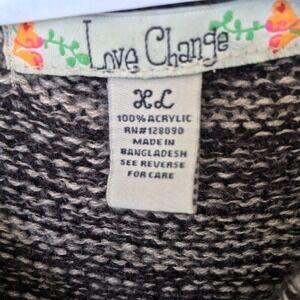 Love Change
XL
100% ACRYLIC
RN#128090
MADE IN
BANGLADESH
SEE REVERSE
FOR CARE